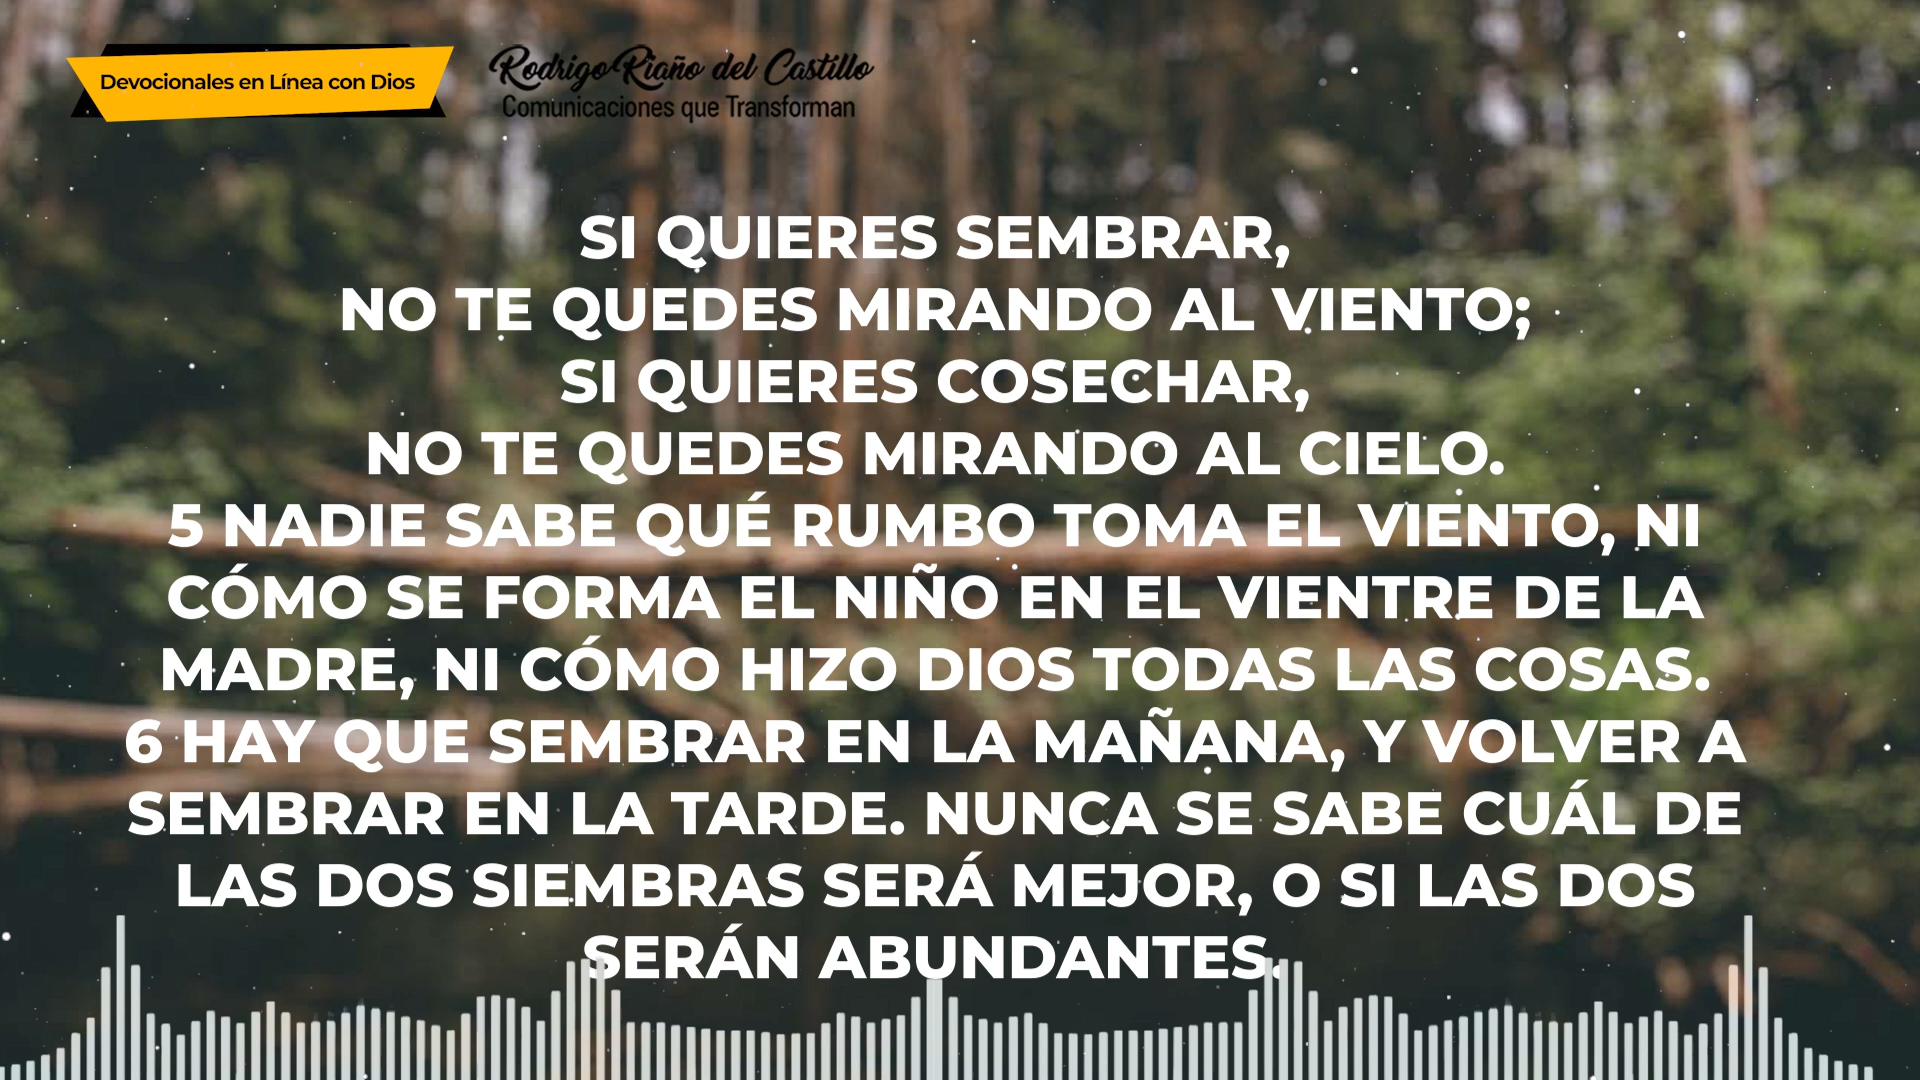 Devocionales en Línea con Dios
Rodrigo Riaño del Castillo
Comunicaciones que Transforman
SI QUIERES SEMBRAR,
NO TE QUEDES MIRANDO AL VIENTO;
SI QUIERES COSECHAR,
NO TE QUEDES MIRANDO AL CIELO.
5 NADIE SABE QUÉ RUMBO TOMA EL VIENTO, NI
CÓMO SE FORMA EL NIÑO EN EL VIENTRE DE LA
MADRE, NI CÓMO HIZO DIOS TODAS LAS COSAS.
6 HAY QUE SEMBRAR EN LA MAÑANA, Y VOLVER A
SEMBRAR EN LA TARDE. NUNCA SE SABE CUÁL DE
LAS DOS SIEMBRAS SERÁ MEJOR, O SI LAS DOS
SERÁN ABUNDANTES.